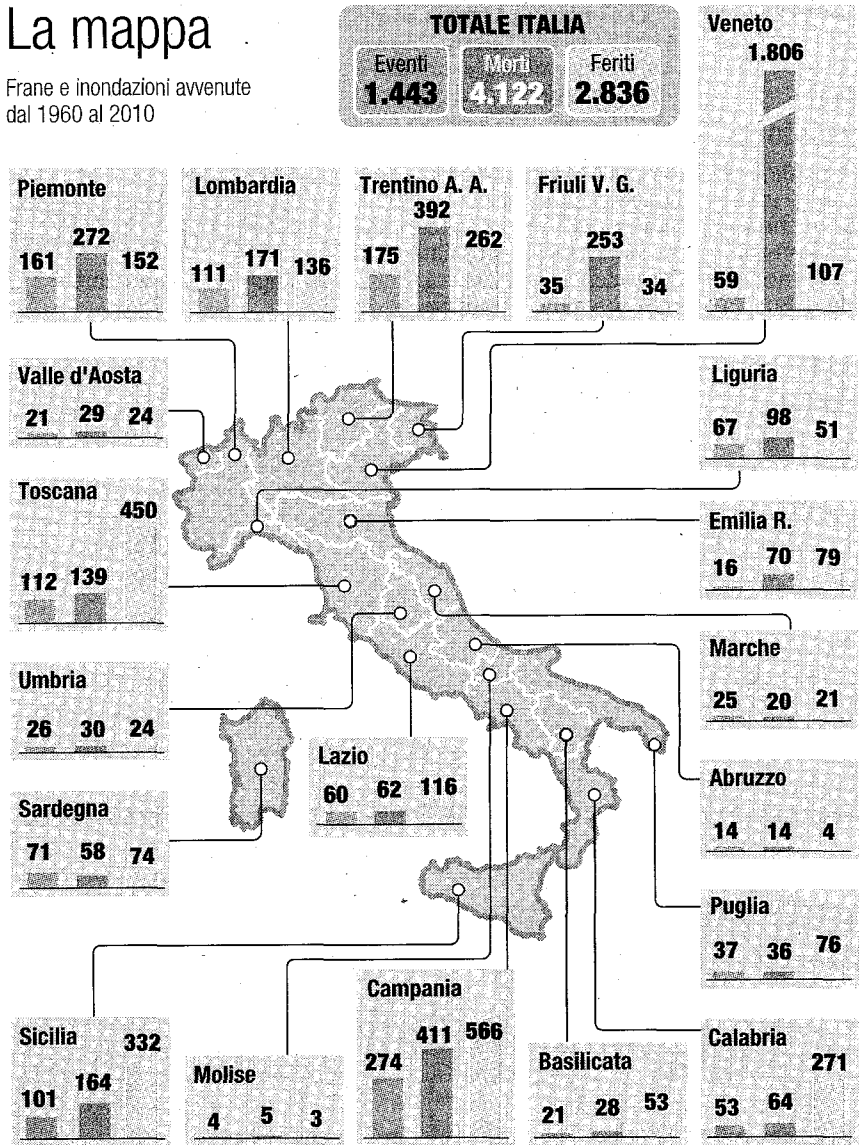 La mappa
Frane e inondazioni avvenute
dal 1960 al 2010
TOTALE ITALIA
Eventi
1.443
Morti
4.122
Feriti
2.836
Veneto
1.806
59
107
Piemonte
161 272 152
Lombardia
111 171 136
Trentino A. A.
392
175 262
Friuli V. G.
253
35 34
Valle d'Aosta
21 29 24
Liguria
67 98 51
Toscana
450
112 139
Emilia R.
16 70 79
Umbria
26 30 24
Marche
25 20 21
Lazio
60 62 116
Abruzzo
14 14 4
Sardegna
71 58 74
Puglia
37 36 76
Sicilia
332
101 164
Molise
4 5 3
Campania
274 411 566
Basilicata
21 28 53
Calabria
271
53 64